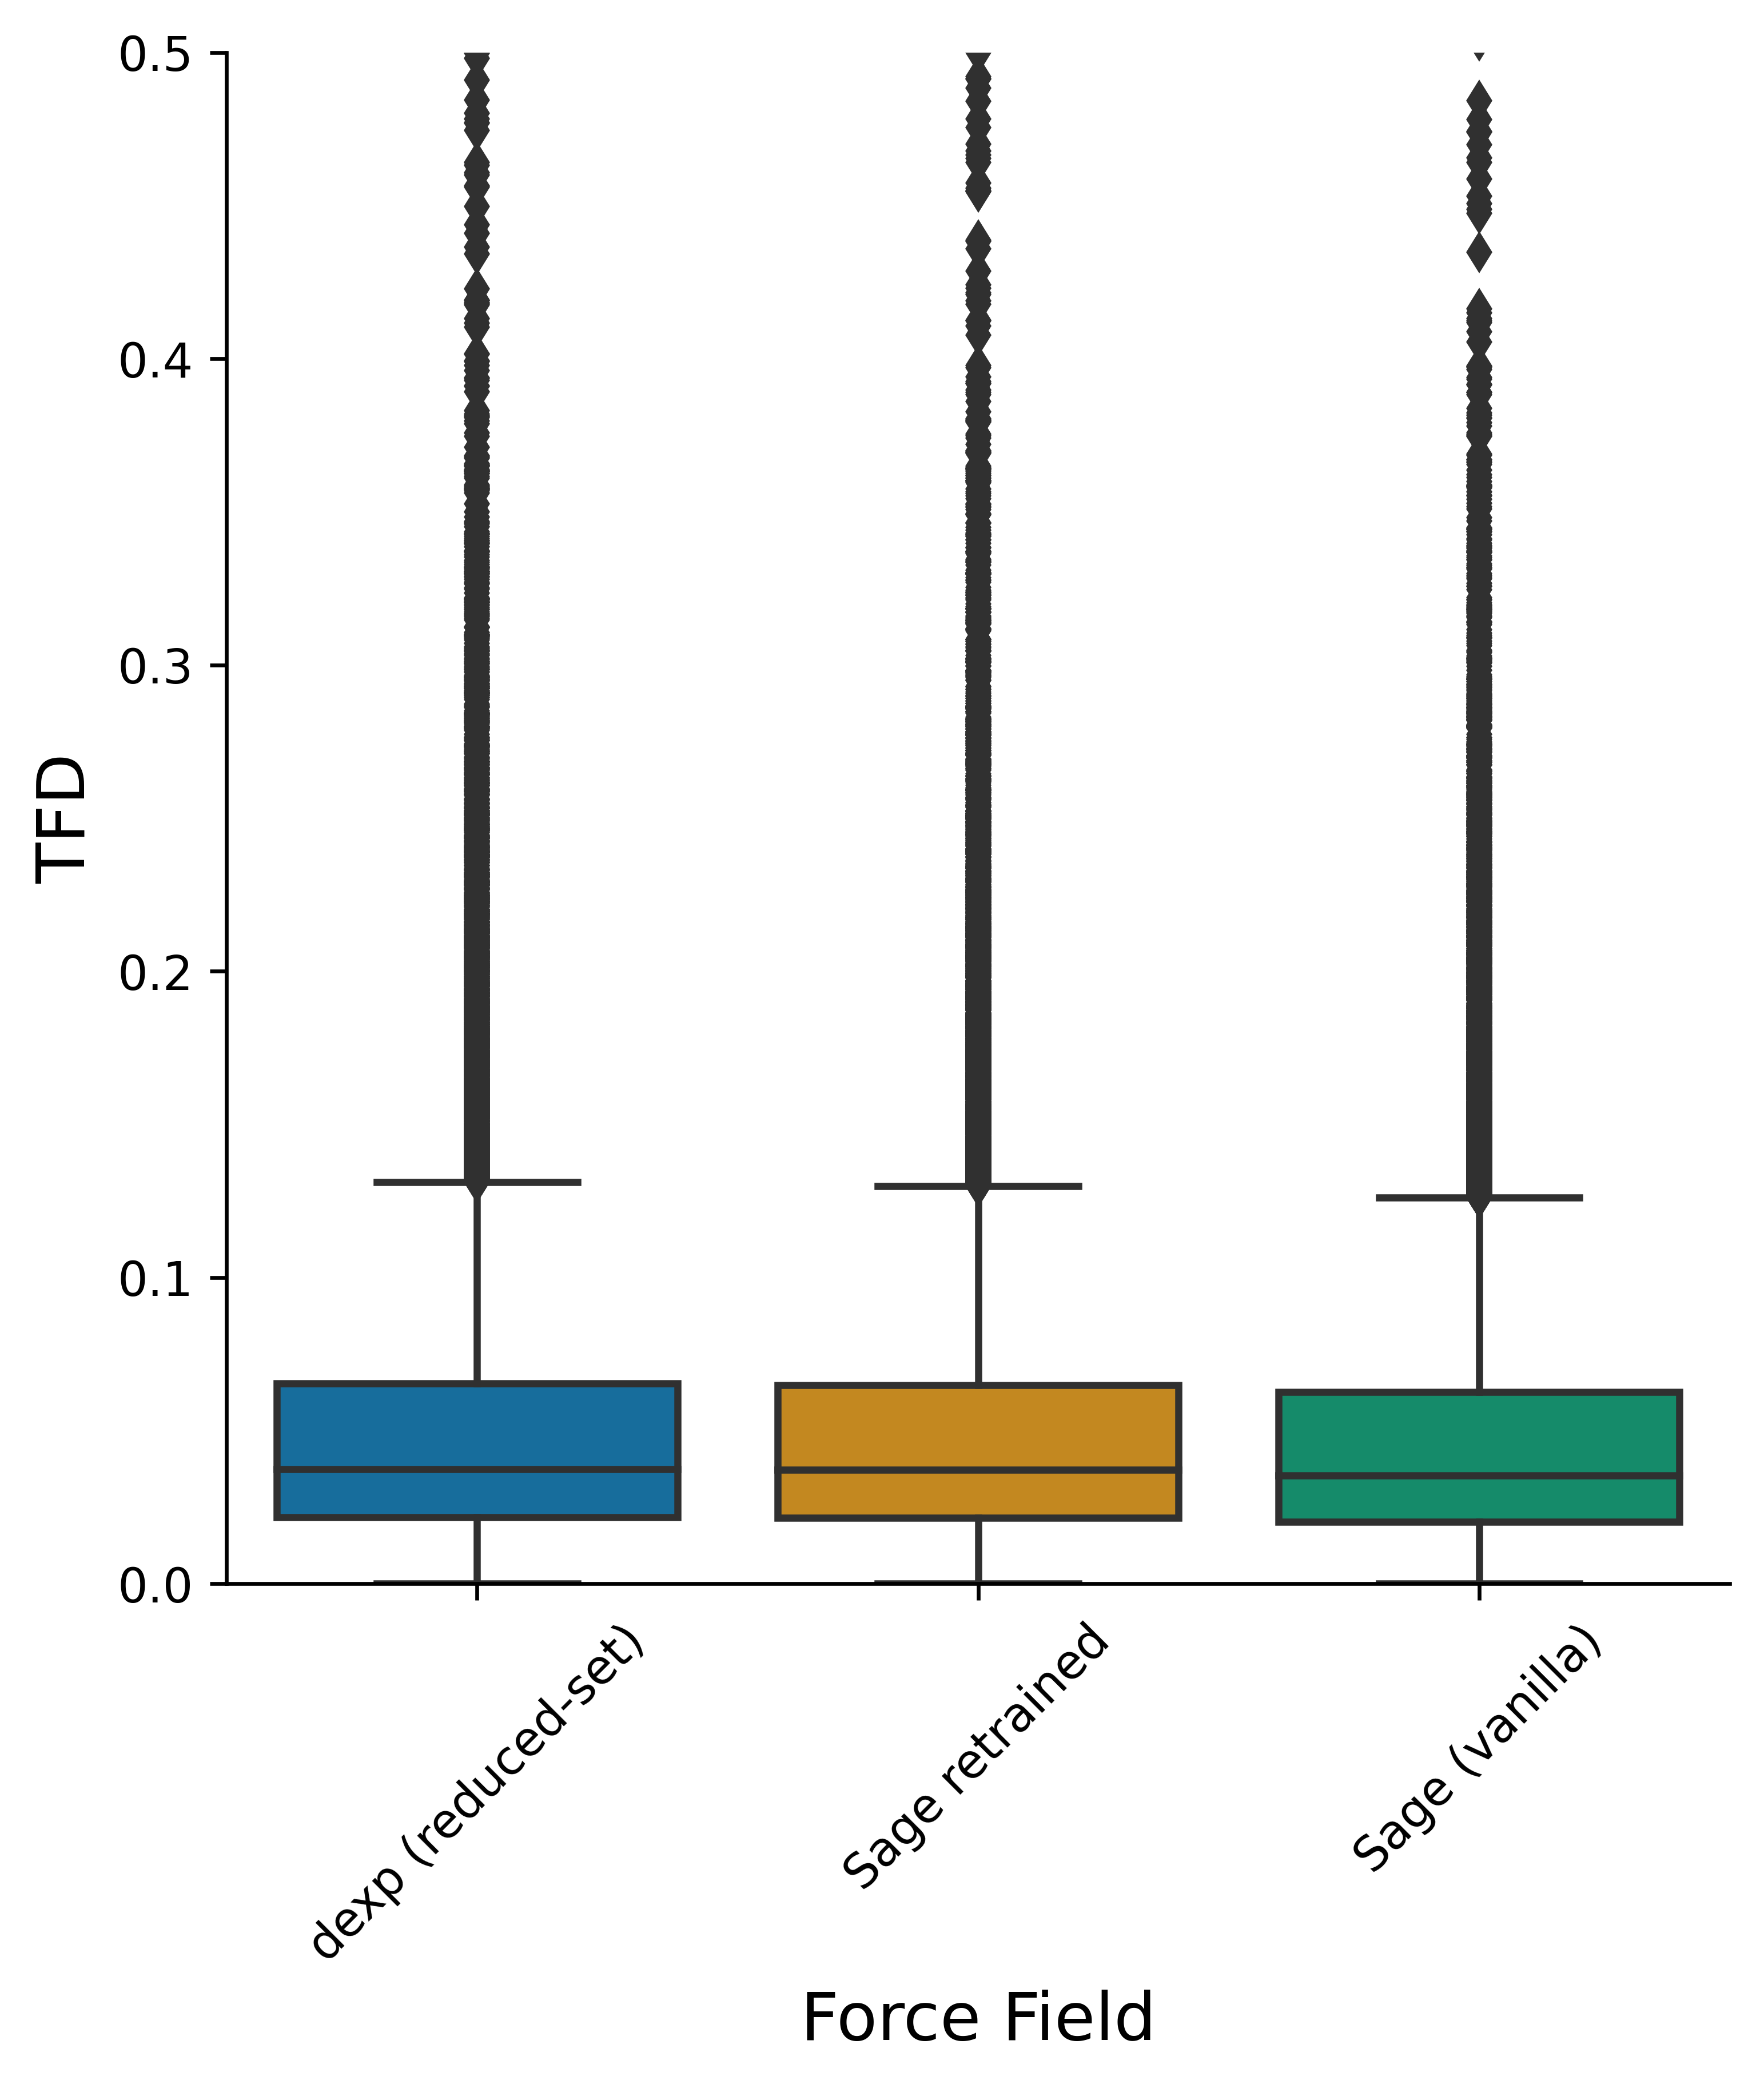 0.5
0.4
0.3
0.2
0.1
0.0
TFD
dexp (reduced-set)
Sage retrained
Sage (vanilla)
Force Field